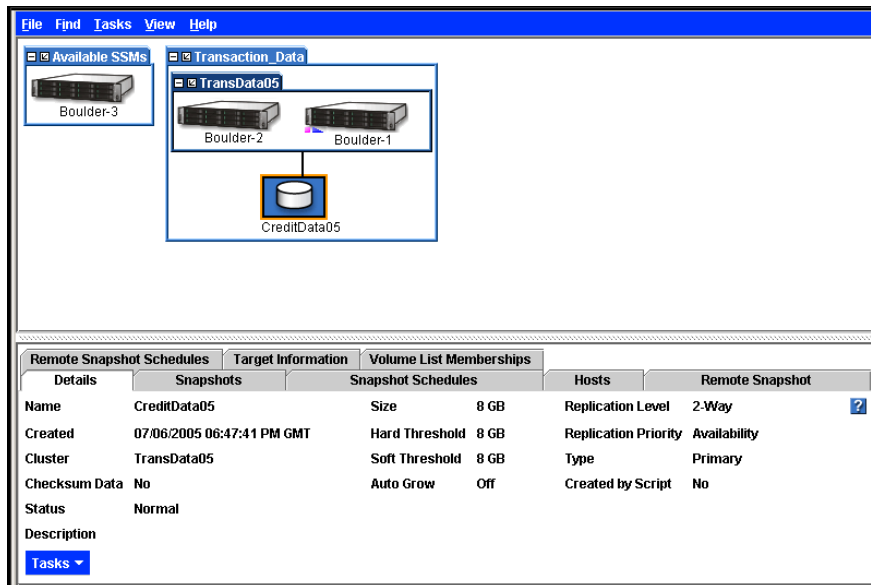 File Find Tasks View Help
Available SSMs
Boulder-3
Transaction_Data
TransData05
Boulder-2 Boulder-1
CreditData05
Remote Snapshot Schedules Target Information Volume List Memberships
Details Snapshots Snapshot Schedules Hosts Remote Snapshot
Name CreditData05 Size 8 GB Replication Level 2-Way ?
Created 07/06/2005 06:47:41 PM GMT Hard Threshold 8 GB Replication Priority Availability
Cluster TransData05 Soft Threshold 8 GB Type Primary
Checksum Data No Auto Grow Off Created by Script No
Status Normal
Description
Tasks